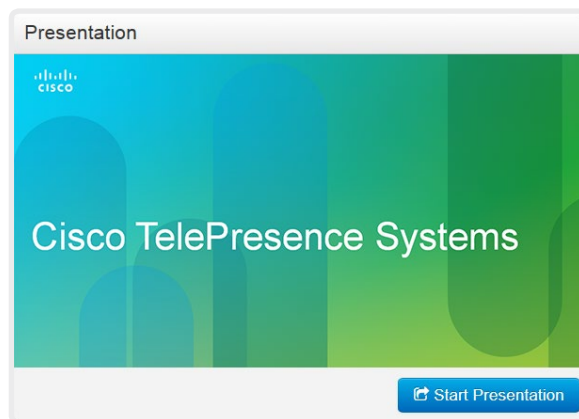 Presentation
CISCO
Cisco TelePresence Systems
Start Presentation